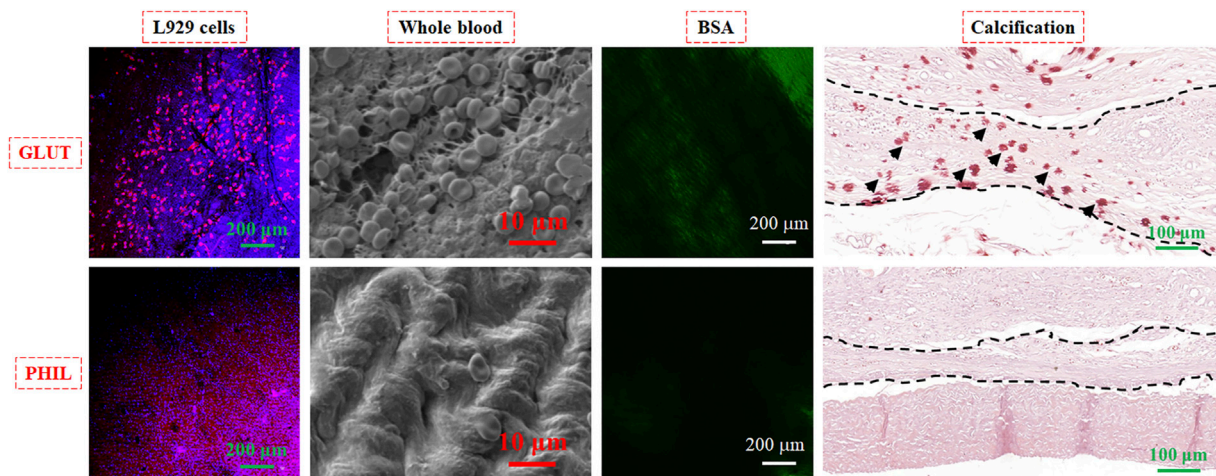 L929 cells
Whole blood
BSA
Calcification
GLUT
200 µm
10 µm
200 µm
100 µm
PHIL
200 µm
10 µm
200 µm
100 µm